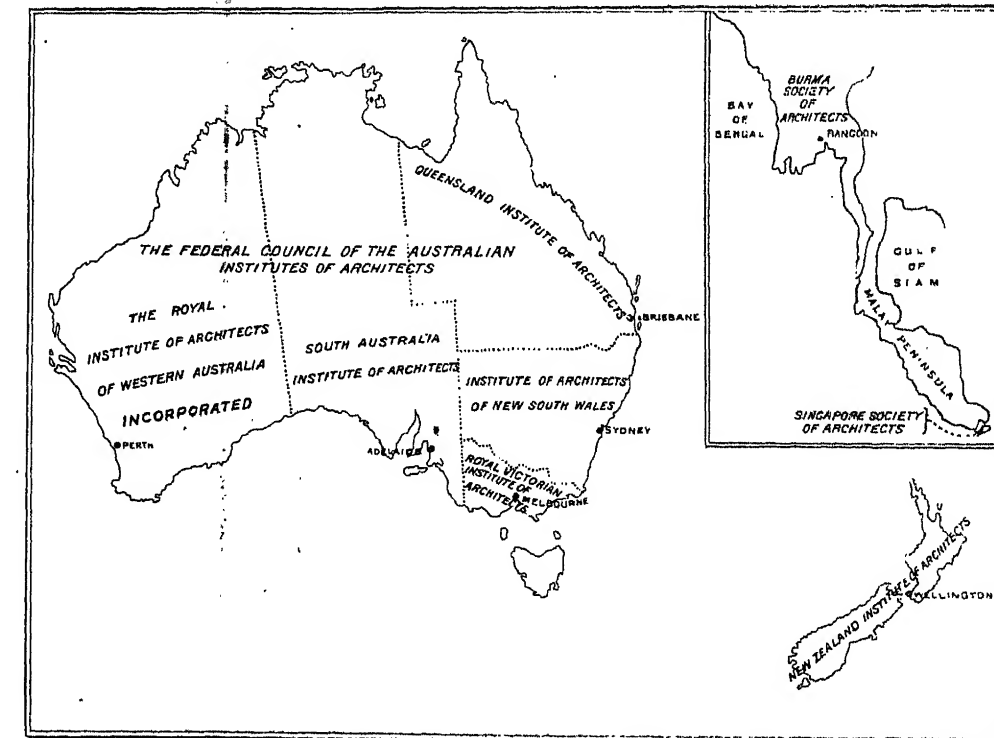 QUEENSLAND INSTITUTE OF ARCHITECTS
THE FEDERAL COUNCIL OF THE AUSTRALIAN
INSTITUTES OF ARCHITECTS
THE ROYAL
INSTITUTE OF ARCHITECTS
OF WESTERN AUSTRALIA
INCORPORATED
PERTH
SOUTH AUSTRALIA
INSTITUTE OF ARCHITECTS
ADELAIDE
BRISBANE
INSTITUTE OF ARCHITECTS
OF NEW SOUTH WALES
SYDNEY
ROYAL VICTORIAN
INSTITUTE OF
ARCHITECTS
MELBOURNE
BURMA
SOCIETY
OF
ARCHITECTS
BAY
OF
BENGAL
RANGOON
GULF
OF
SIAM
MALAY PENINSULA
SINGAPORE SOCIETY
OF ARCHITECTS
NEW ZEALAND INSTITUTE OF ARCHITECTS
WELLINGTON